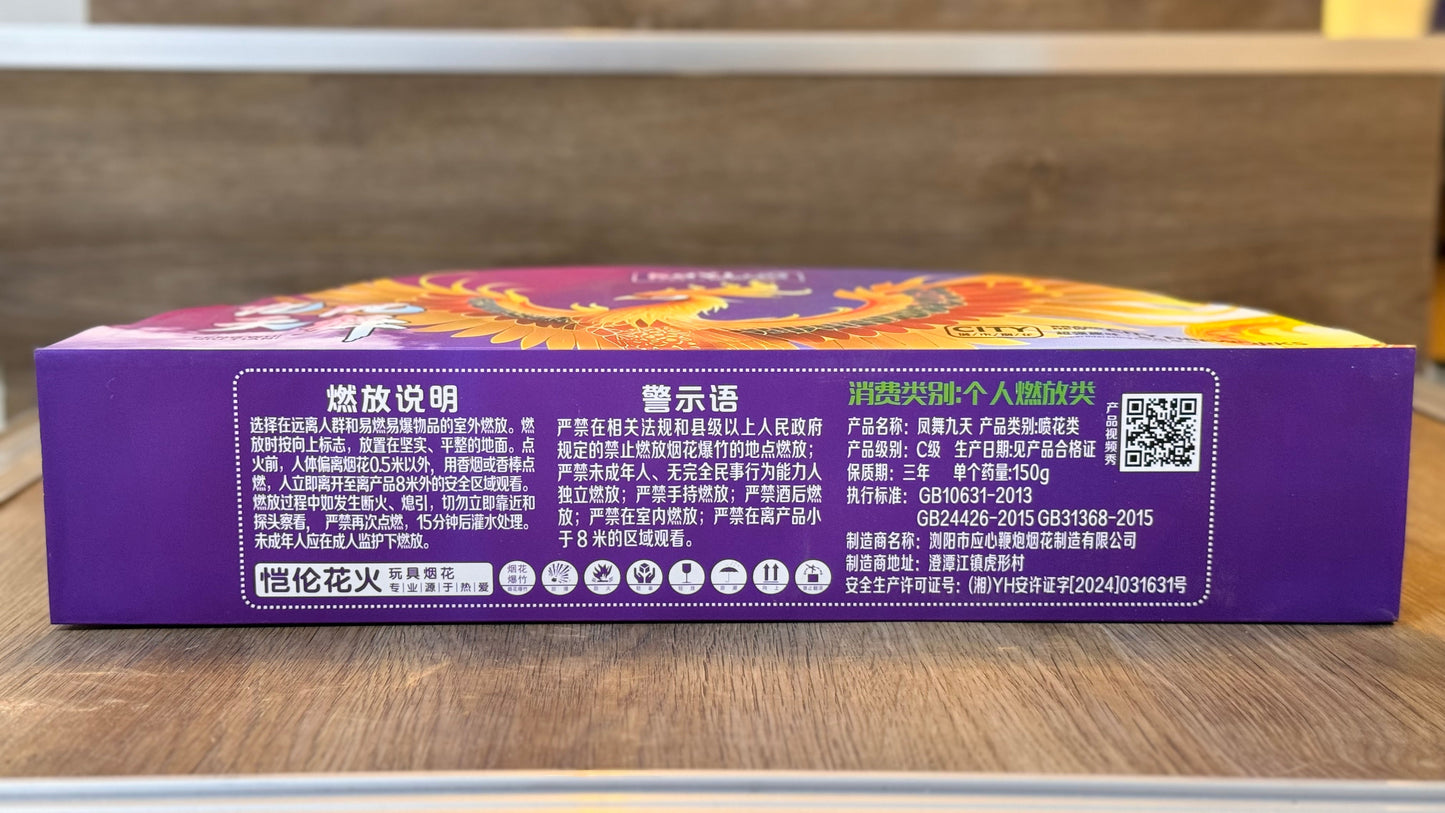 CITY
燃放说明
选择在远离人群和易燃易爆物品的室外燃放。燃
放时按向上标志，放置在坚实、平整的地面。点
火前，人体偏离烟花0.5米以外，用香烟或香棒点
燃，人立即离开至离产品8米外的安全区域观看。
燃放过程中如发生断火、熄引，切勿立即靠近和
探头察看，严禁再次点燃，15分钟后灌水处理。
未成年人应在成人监护下燃放。
恺伦花火
玩具烟花
专业源于热爱
警示语
严禁在相关法规和县级以上人民政府
规定的禁止燃放烟花爆竹的地点燃放；
严禁未成年人、无完全民事行为能力人
独立燃放；严禁手持燃放；严禁酒后燃
放；严禁在室内燃放；严禁在离产品小
于8米的区域观看。
烟花
爆竹
消费类别:个人燃放类
产品名称：凤舞九天 产品类别:喷花类
产品级别：C级 生产日期:见产品合格证
保质期：三年 单个药量:150g
执行标准：GB10631-2013
GB24426-2015 GB31368-2015
制造商名称：浏阳市应心鞭炮烟花制造有限公司
制造商地址：澄潭江镇虎形村
安全生产许可证号：(湘)YH安许证字[2024]031631号
产品视频秀